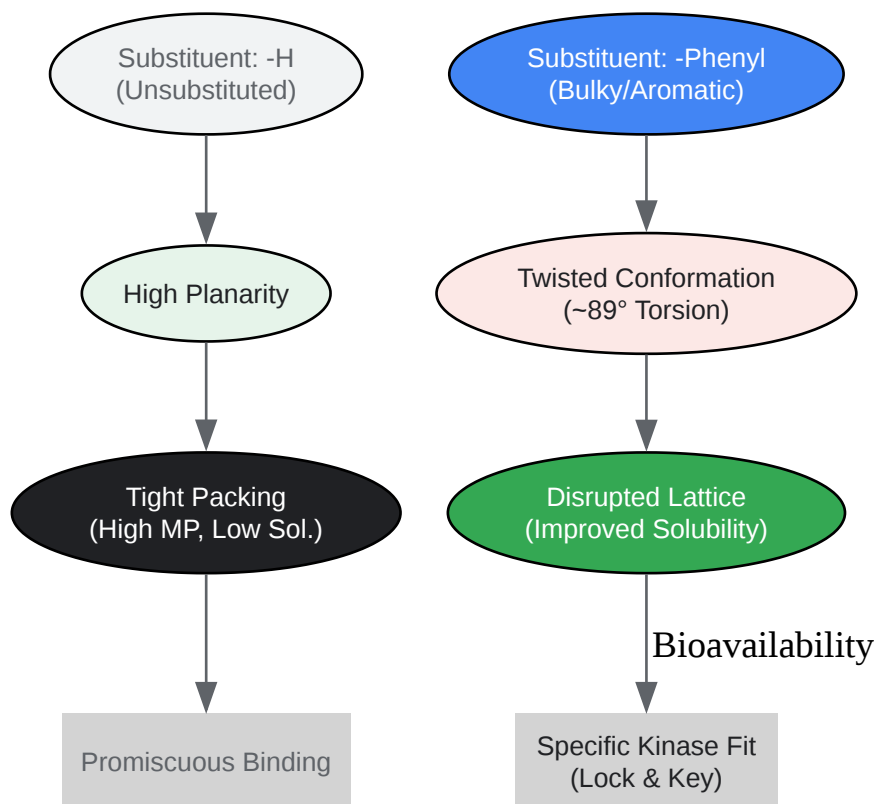 Substituent: -H
(Unsubstituted)
High Planarity
Tight Packing
(High MP, Low Sol.)
Promiscuous Binding
Substituent: -Phenyl
(Bulky/Aromatic)
Twisted Conformation
(~89° Torsion)
Disrupted Lattice
(Improved Solubility)
Bioavailability
Specific Kinase Fit
(Lock & Key)